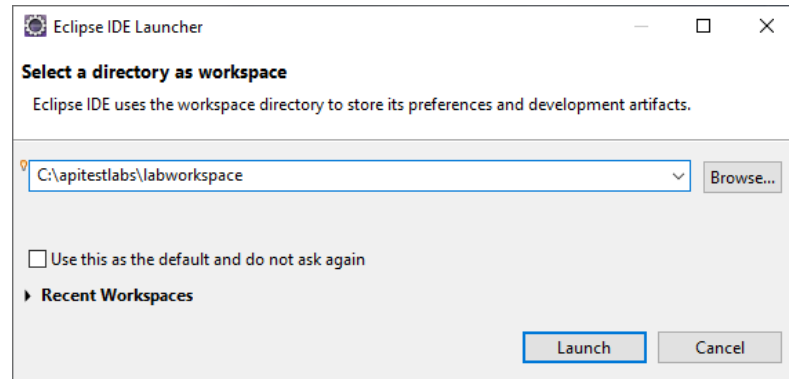 Eclipse IDE Launcher
Select a directory as workspace
Eclipse IDE uses the workspace directory to store its preferences and development artifacts.
C:\apitestlabs\labworkspace
Browse...
Use this as the default and do not ask again
Recent Workspaces
Launch
Cancel